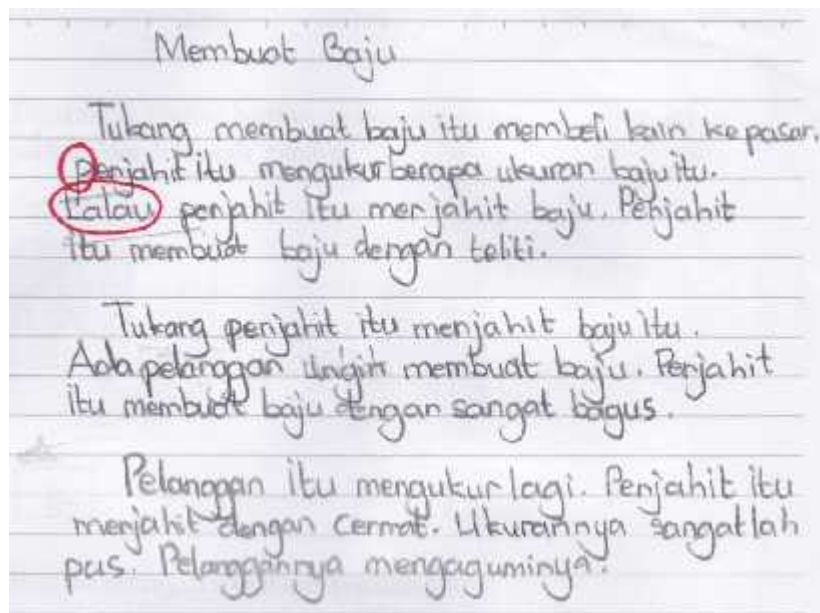 Membuat Baju
Tukang membuat baju itu membeli kain ke pasar.
penjahit itu mengukur berapa ukuran baju itu.
Lalau penjahit itu menjahit baju. Penjahit
itu membuat baju dengan teliti.
Tukang penjahit itu menjahit baju itu.
Ada pelanggan ingin membuat baju. Penjahit
itu membuat baju dengan sangat bagus.
Pelanggan itu mengukur lagi. Penjahit itu
menjahit dengan cermat. Ukurannya sangatlah
pas. Pelanggannya mengaguminya.